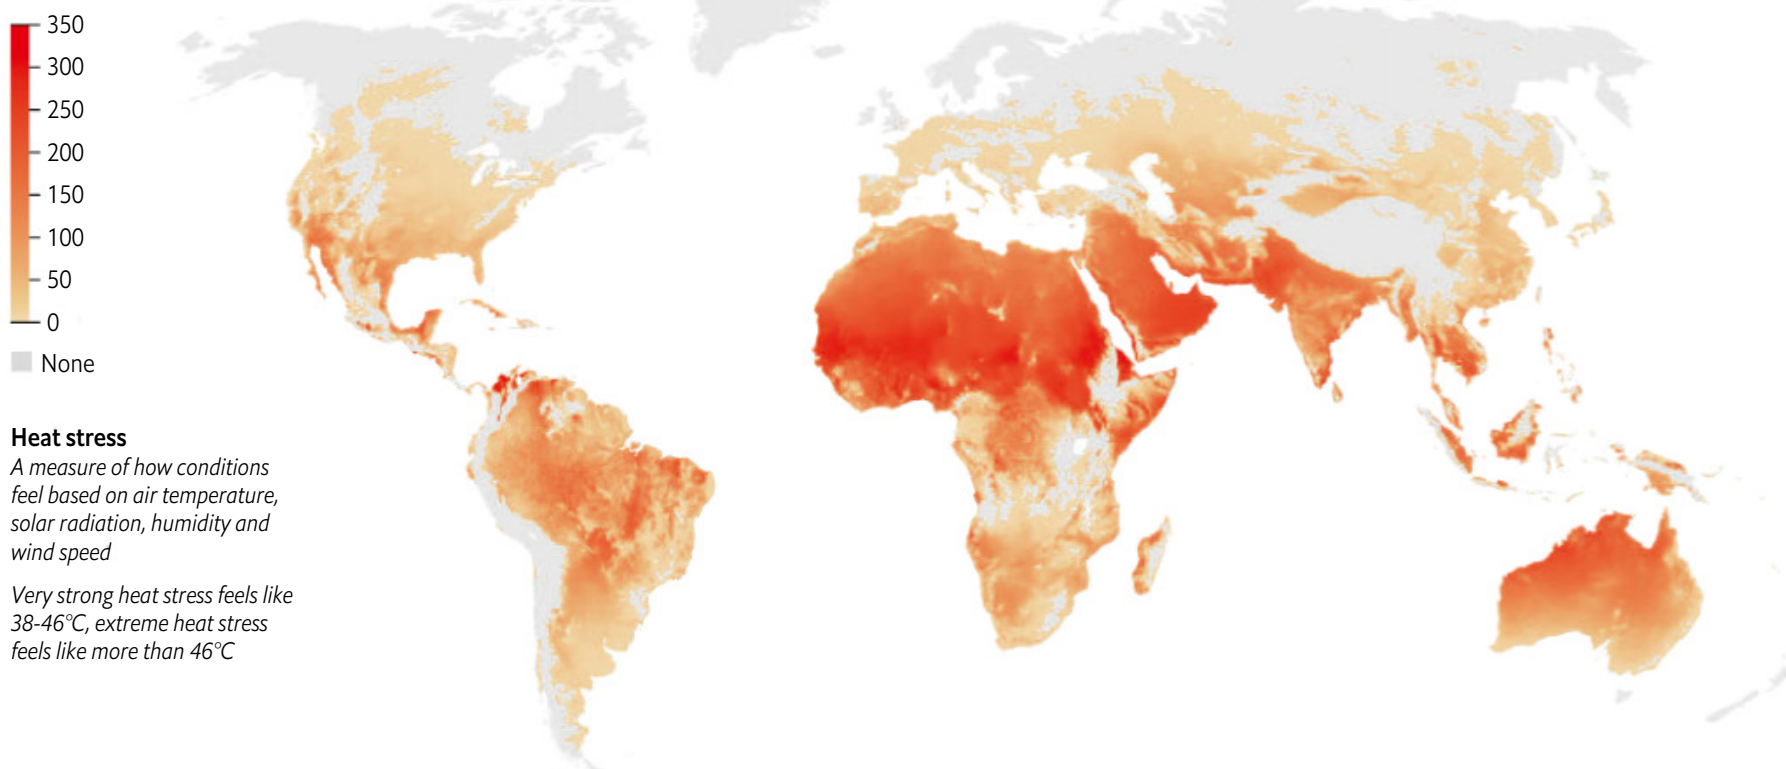 350
300
250
200
150
100
50
0
None
Heat stress
A measure of how conditions
feel based on air temperature,
solar radiation, humidity and
wind speed
Very strong heat stress feels like
38-46°C, extreme heat stress
feels like more than 46°C